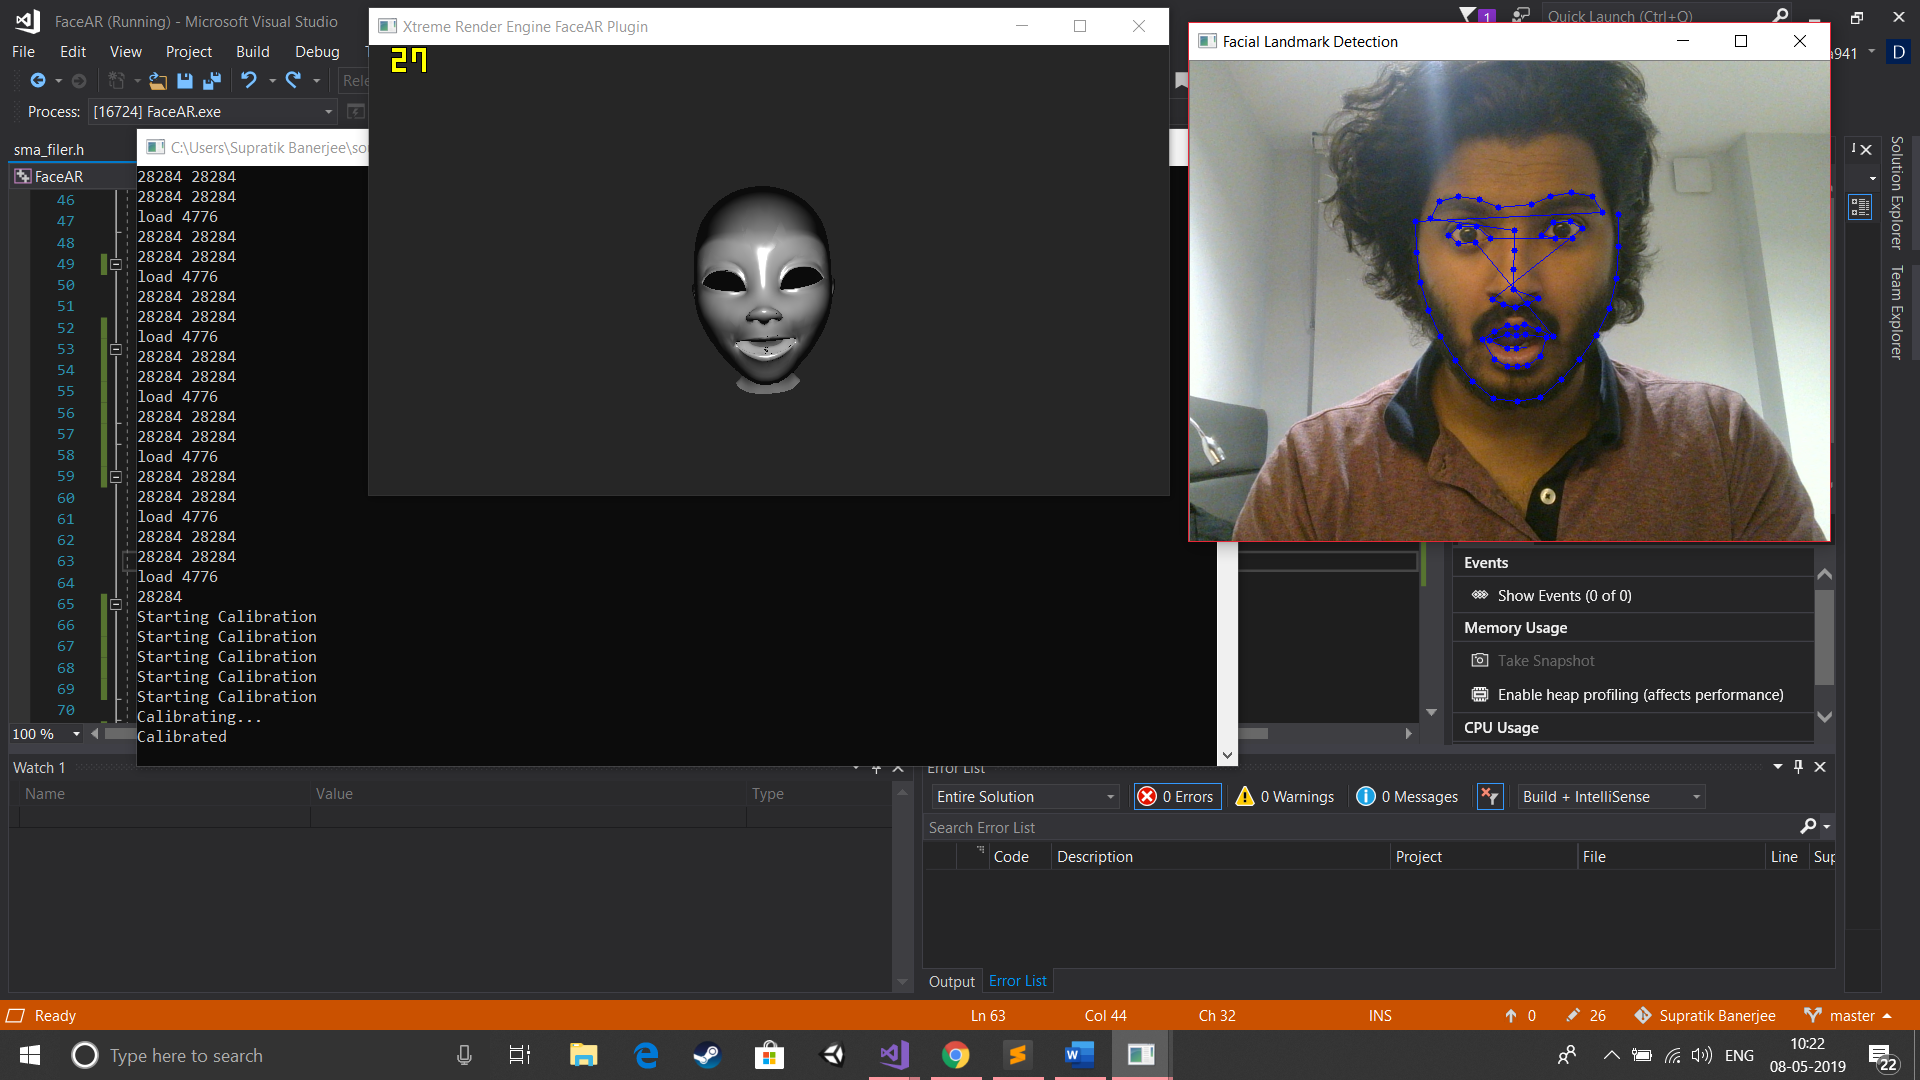 FaceAR (Running) - Microsoft Visual Studio
1
Quick Launch (Ctrl+Q)
File Edit View Project Build Debug
a941
D
Process: [16724] FaceAR.exe
Xtreme Render Engine FaceAR Plugin
27
Facial Landmark Detection
sma_filer.h
FaceAR
Solution Explorer
Team Explorer
46
47
48
49
50
51
52
53
54
55
56
57
58
59
60
61
62
63
64
65
66
67
68
69
70
100 %
C:\Users\Supratik Banerjee\so
28284 28284
28284 28284
load 4776
28284 28284
28284 28284
load 4776
28284 28284
28284 28284
load 4776
28284 28284
28284 28284
load 4776
28284 28284
28284 28284
load 4776
28284 28284
28284 28284
load 4776
28284 28284
28284 28284
load 4776
28284
Starting Calibration
Starting Calibration
Starting Calibration
Starting Calibration
Starting Calibration
Calibrating...
Calibrated
Events
Show Events (0 of 0)
Memory Usage
Take Snapshot
Enable heap profiling (affects performance)
CPU Usage
Watch 1
Name Value Type
Error List
Entire Solution 0 Errors 0 Warnings 0 Messages Build + IntelliSense
Search Error List
Code Description Project File Line Sup
Output Error List
Ready Ln 63 Col 44 Ch 32 INS 0 26 Supratik Banerjee master
Type here to search
ENG
10:22
08-05-2019
22